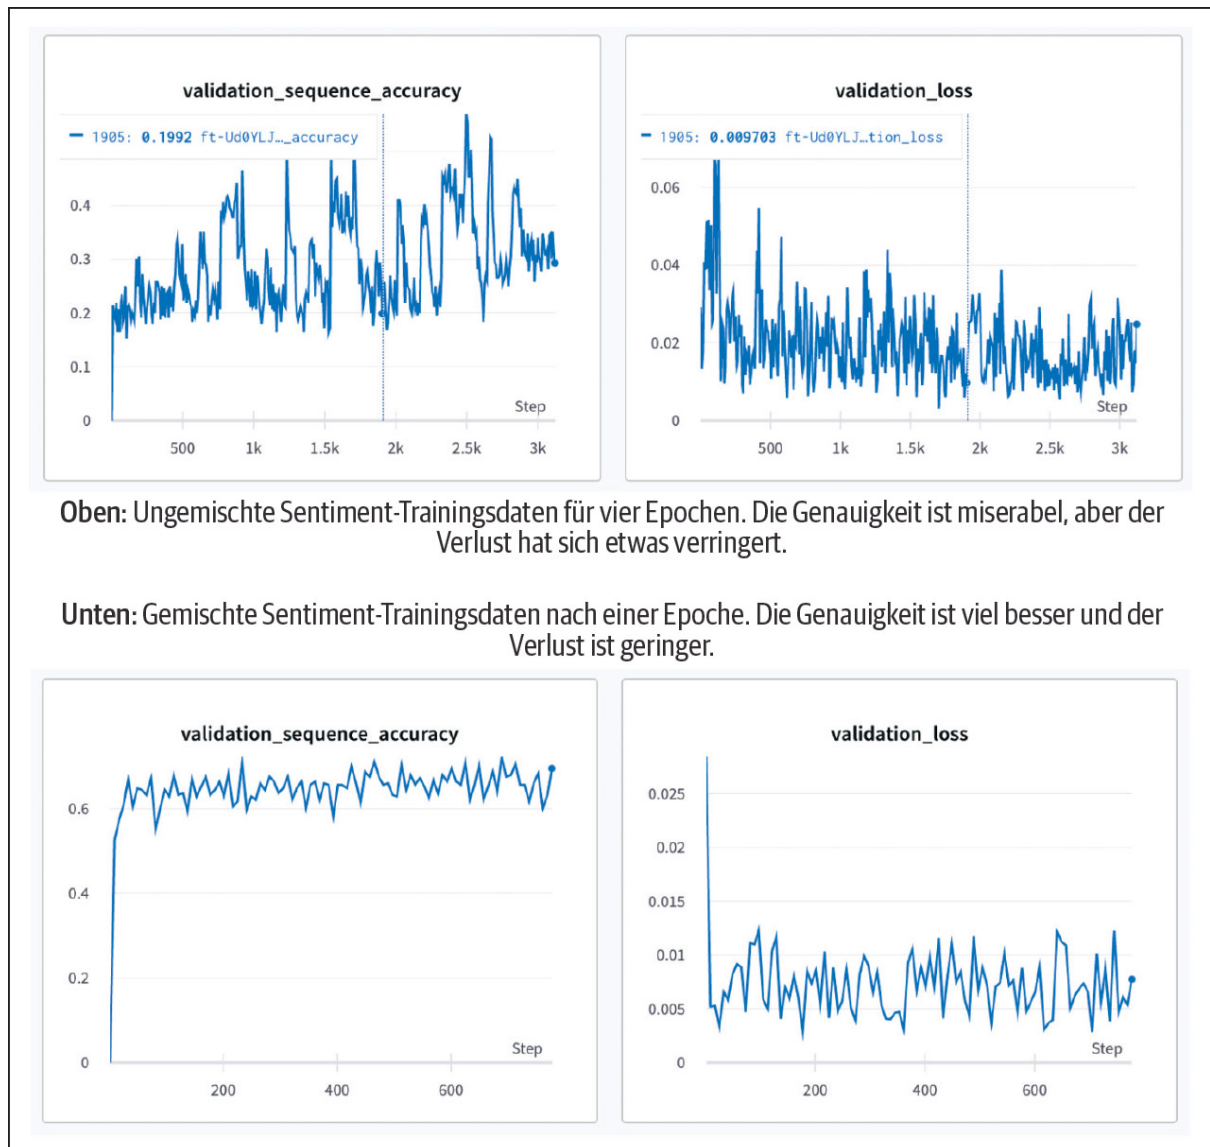 validation_sequence_accuracy
1905: 0.1992 ft-Ud0YLJ…_accuracy
0.4
0.3
0.2
0.1
0
Step
500 1k 1.5k 2k 2.5k 3k
validation_loss
1905: 0.009703 ft-Ud0YLJ…tion_loss
0.06
0.04
0.02
0
Step
500 1k 1.5k 2k 2.5k 3k
Oben: Ungemischte Sentiment-Trainingsdaten für vier Epochen. Die Genauigkeit ist miserabel, aber der
Verlust hat sich etwas verringert.
Unten: Gemischte Sentiment-Trainingsdaten nach einer Epoche. Die Genauigkeit ist viel besser und der
Verlust ist geringer.
validation_sequence_accuracy
0.6
0.4
0.2
0
Step
200 400 600
validation_loss
0.025
0.02
0.015
0.01
0.005
0
Step
200 400 600